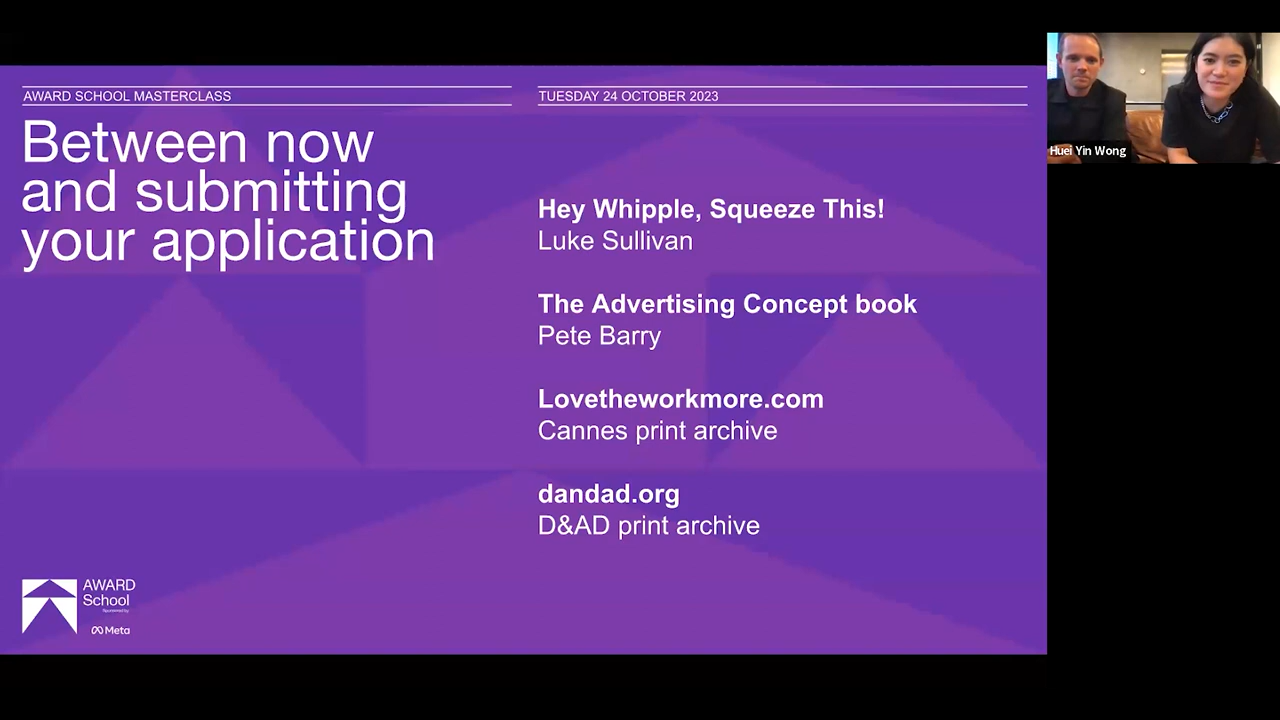 AWARD SCHOOL MASTERCLASS
TUESDAY 24 OCTOBER 2023
Between now
and submitting
your application
Hey Whipple, Squeeze This!
Luke Sullivan
The Advertising Concept book
Pete Barry
Lovetheworkmore.com
Cannes print archive
dandad.org
D&AD print archive
AWARD
School
Sponsored by
Meta
Huei Yin Wong